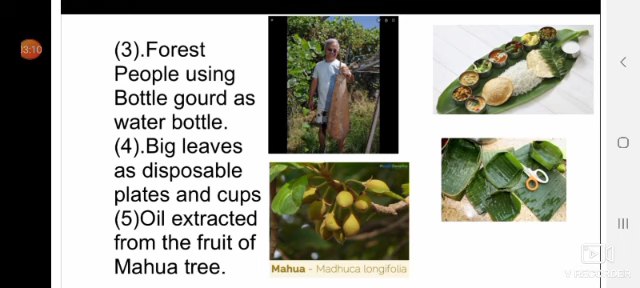 (3).Forest
People using
Bottle gourd as
water bottle.
(4).Big leaves
as disposable
plates and cups
(5)Oil extracted
from the fruit of
Mahua tree.
Mahua - Madhuca longifolia
3:10
V RECORDER